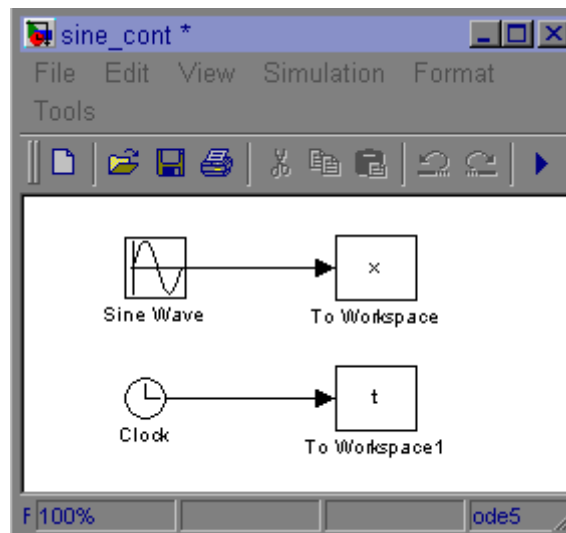 sine_cont *
File Edit View Simulation Format
Tools
x
Sine Wave
To Workspace
t
Clock
To Workspace1
F 100%
ode5